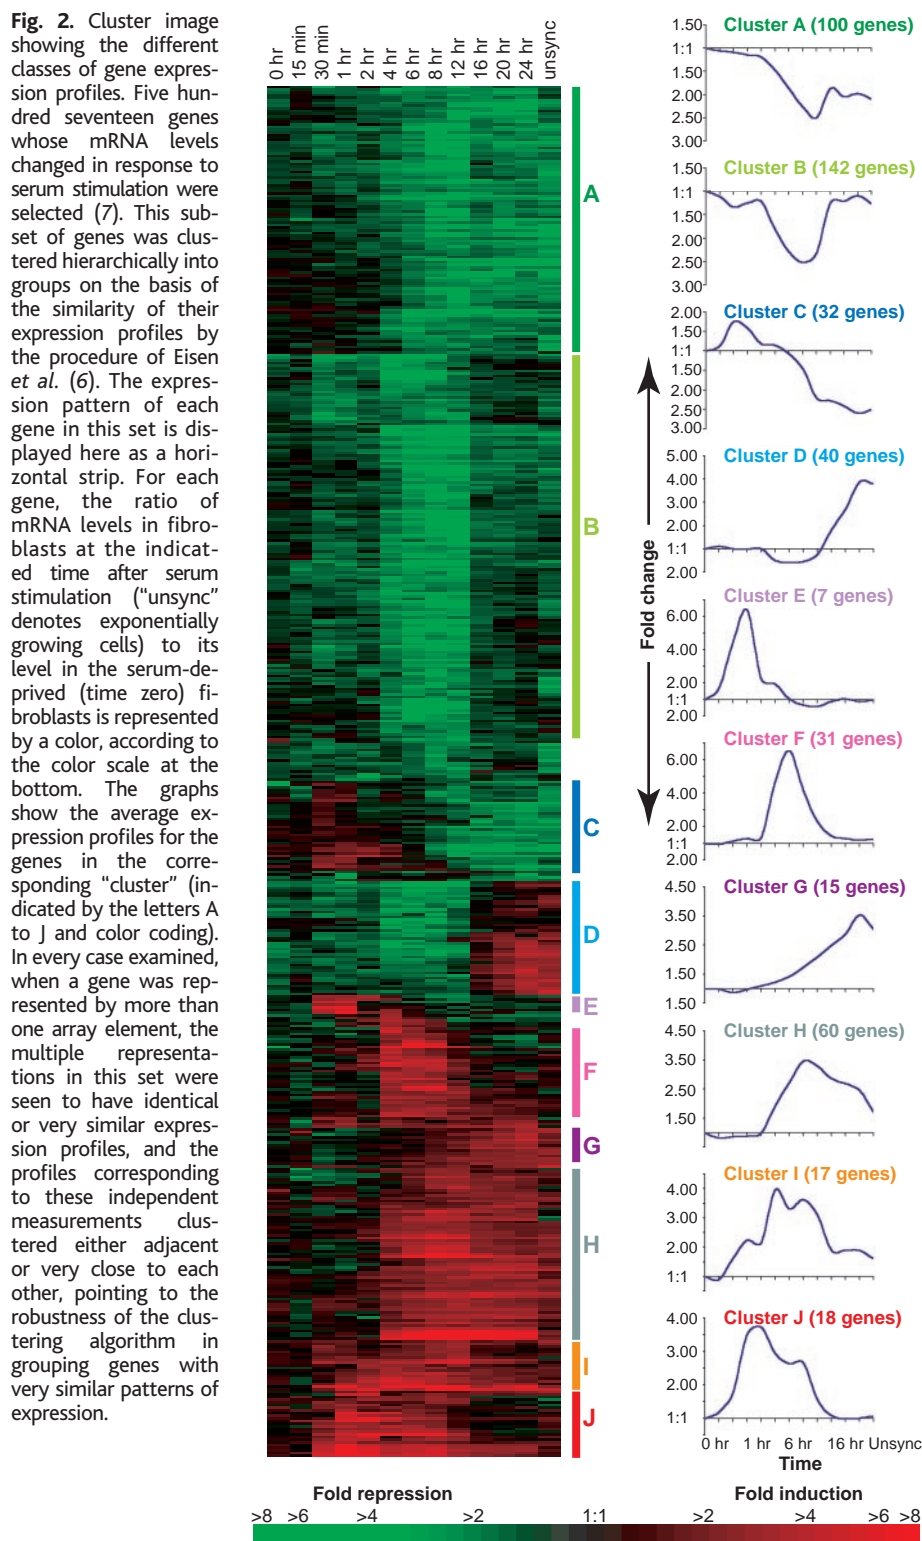 Fig. 2. Cluster image
showing the different
classes of gene expres-
sion profiles. Five hun-
dred seventeen genes
whose mRNA levels
changed in response to
serum stimulation were
selected (7). This sub-
set of genes was clus-
tered hierarchically into
groups on the basis of
the similarity of their
expression profiles by
the procedure of Eisen
et al. (6). The expres-
sion pattern of each
gene in this set is dis-
played here as a hori-
zontal strip. For each
gene, the ratio of
mRNA levels in fibro-
blasts at the indicat-
ed time after serum
stimulation (“unsync”
denotes exponentially
growing cells) to its
level in the serum-de-
prived (time zero) fi-
broblasts is represented
by a color, according to
the color scale at the
bottom. The graphs
show the average ex-
pression profiles for the
genes in the corre-
sponding “cluster” (in-
dicated by the letters A
to J and color coding).
In every case examined,
when a gene was rep-
resented by more than
one array element, the
multiple representa-
tions in this set were
seen to have identical
or very similar expres-
sion profiles, and the
profiles corresponding
to these independent
measurements clus-
tered either adjacent
or very close to each
other, pointing to the
robustness of the clus-
tering algorithm in
grouping genes with
very similar patterns of
expression.
0 hr
15 min
30 min
1 hr
2 hr
4 hr
6 hr
8 hr
12 hr
16 hr
20 hr
24 hr
unsync
A
B
C
D
E
F
G
H
I
J
Fold change
Cluster A (100 genes)
1.50
1:1
1.50
2.00
2.50
3.00
Cluster B (142 genes)
1.50
1:1
1.50
2.00
2.50
3.00
Cluster C (32 genes)
2.00
1.50
1:1
1.50
2.00
2.50
3.00
Cluster D (40 genes)
5.00
4.00
3.00
2.00
1:1
2.00
Cluster E (7 genes)
6.00
4.00
2.00
1:1
2.00
Cluster F (31 genes)
6.00
4.00
2.00
1:1
2.00
Cluster G (15 genes)
4.50
3.50
2.50
1.50
1:1
1.50
Cluster H (60 genes)
4.50
3.50
2.50
1.50
1:1
Cluster I (17 genes)
4.00
3.00
2.00
1:1
Cluster J (18 genes)
4.00
3.00
2.00
1:1
0 hr 1 hr 6 hr 16 hr Unsync
Time
Fold repression Fold induction
>8 >6 >4 >2 1:1 >2 >4 >6 >8